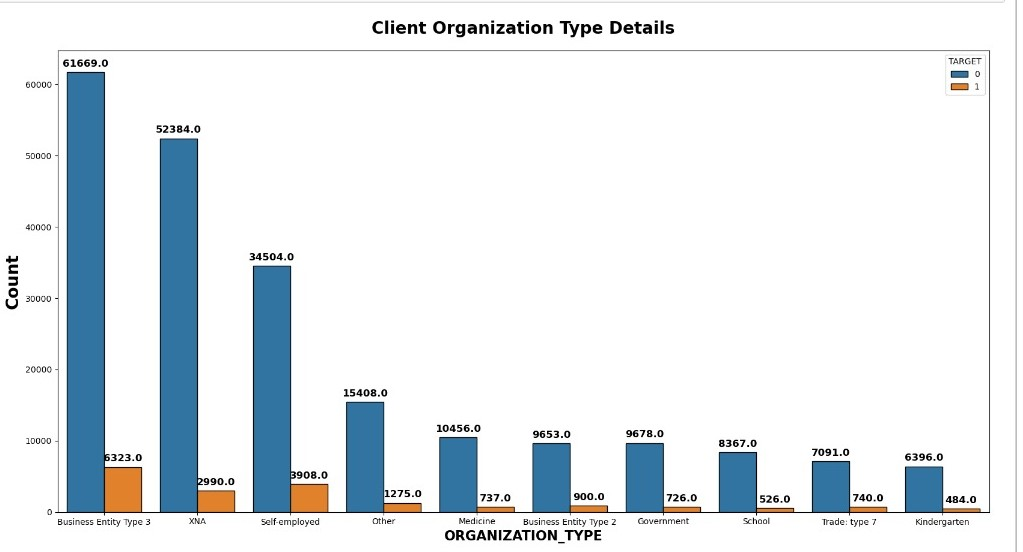 Client Organization Type Details
TARGET
0
1
Count
60000
50000
40000
30000
20000
10000
0
61669.0
6323.0
52384.0
2990.0
34504.0
3908.0
15408.0
1275.0
10456.0
737.0
9653.0
900.0
9678.0
726.0
8367.0
526.0
7091.0
740.0
6396.0
484.0
Business Entity Type 3
XNA
Self-employed
Other
Medicine
Business Entity Type 2
Government
School
Trade: type 7
Kindergarten
ORGANIZATION_TYPE